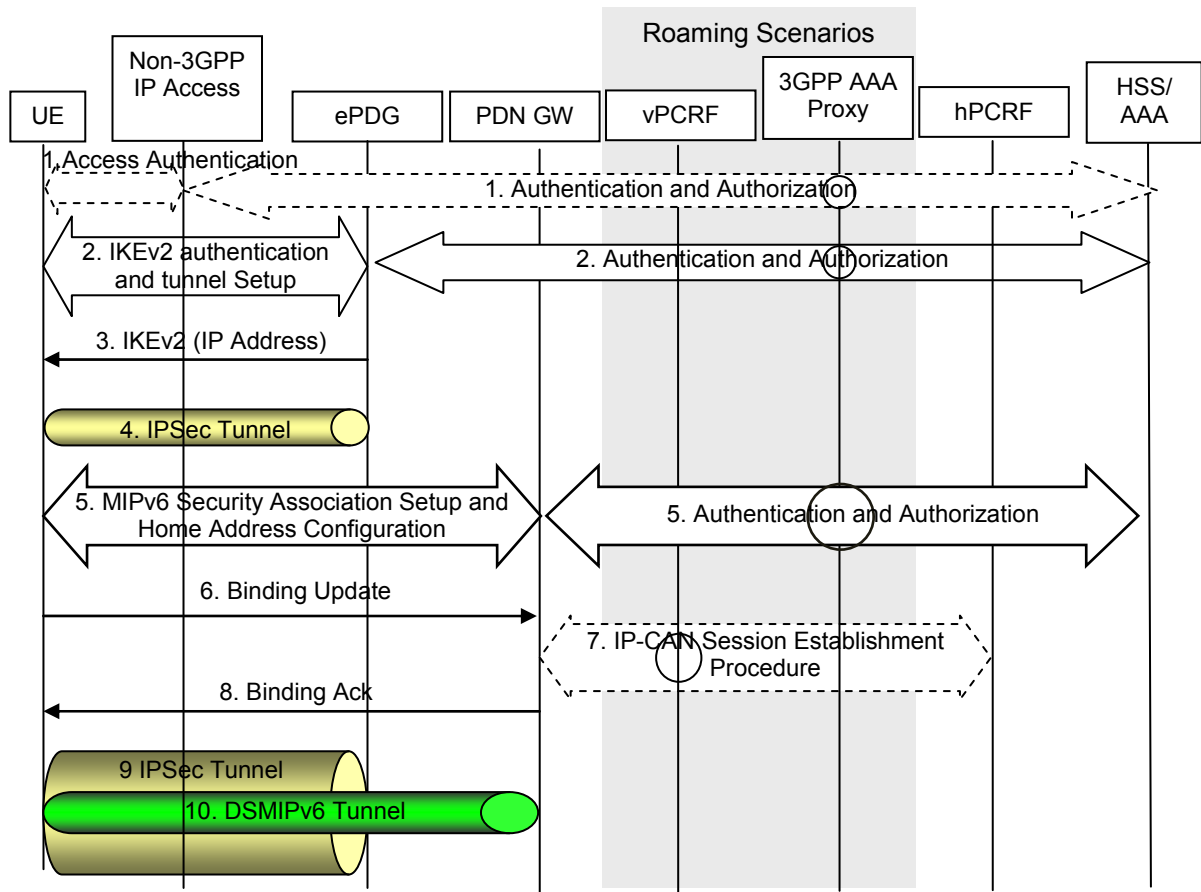 Roaming Scenarios
UE
Non-3GPP
IP Access
ePDG
PDN GW
vPCRF
3GPP AAA
Proxy
hPCRF
HSS/
AAA
1.Access Authentication
1. Authentication and Authorization
2. IKEv2 authentication
and tunnel Setup
2. Authentication and Authorization
3. IKEv2 (IP Address)
4. IPSec Tunnel
5. MIPv6 Security Association Setup and
Home Address Configuration
5. Authentication and Authorization
6. Binding Update
7. IP-CAN Session Establishment
Procedure
8. Binding Ack
9 IPSec Tunnel
10. DSMIPv6 Tunnel